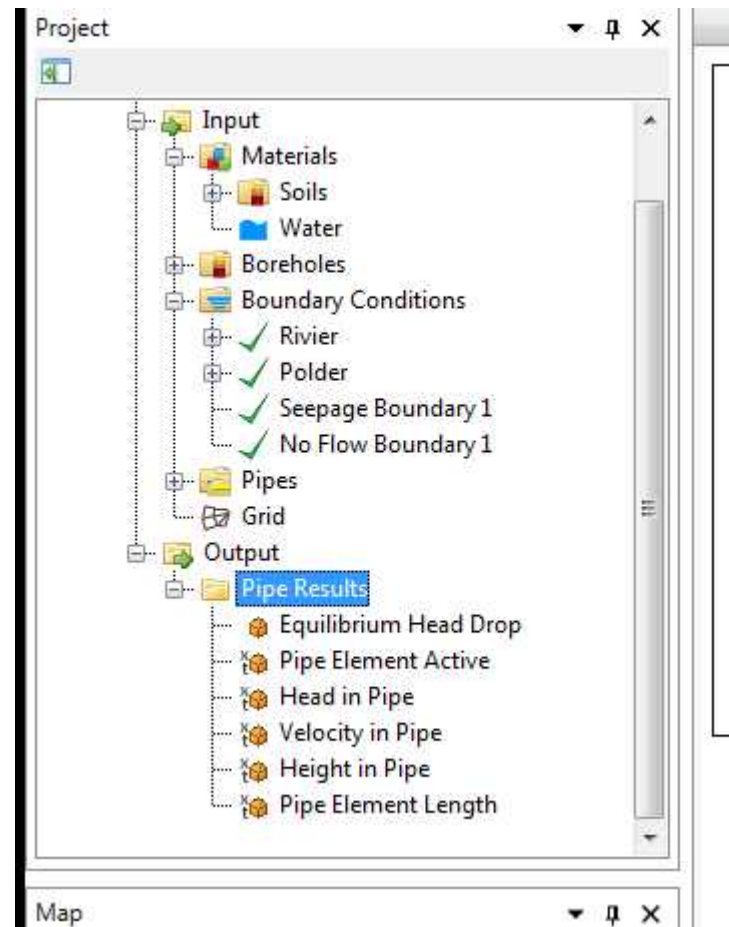 Project
Input
Materials
Soils
Water
Boreholes
Boundary Conditions
Rivier
Polder
Seepage Boundary 1
No Flow Boundary 1
Pipes
Grid
Output
Pipe Results
Equilibrium Head Drop
Pipe Element Active
Head in Pipe
Velocity in Pipe
Height in Pipe
Pipe Element Length
Map